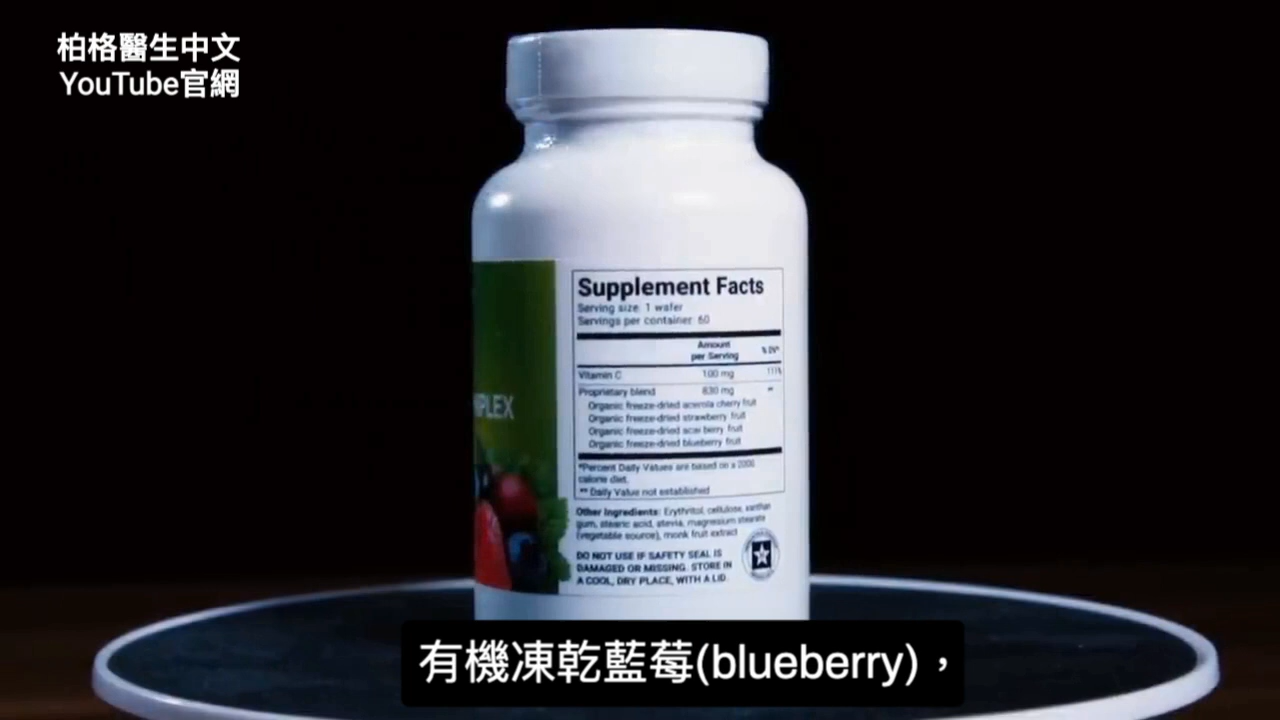 柏格醫生中文
YouTube官網
Supplement Facts
Serving size: 1 wafer
Servings per container: 60
Amount
per Serving
% DV*
Vitamin C 100 mg 111%
Proprietary blend 830 mg **
Organic freeze-dried acerola cherry fruit
Organic freeze-dried strawberry fruit
Organic freeze-dried acai berry fruit
Organic freeze-dried blueberry fruit
*Percent Daily Values are based on a 2000
calorie diet.
** Daily Value not established
Other Ingredients: Erythritol, cellulose, xanthan
gum, stearic acid, stevia, magnesium stearate
(vegetable source), monk fruit extract
DO NOT USE IF SAFETY SEAL IS
DAMAGED OR MISSING. STORE IN
A COOL, DRY PLACE, WITH A LID.
有機凍乾藍莓(blueberry)，